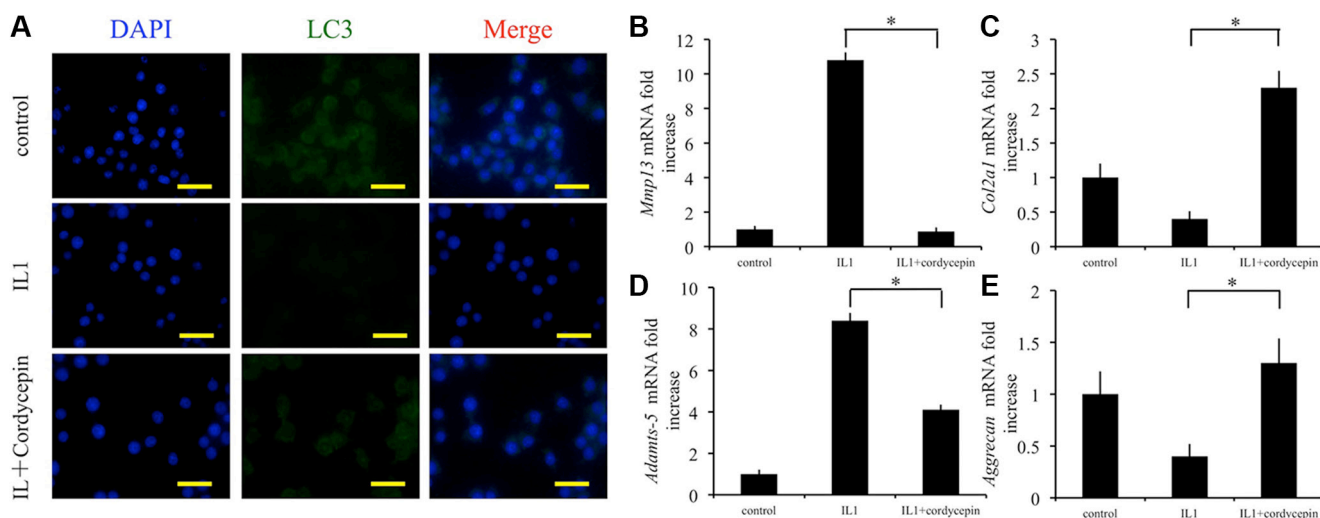 A
DAPI
LC3
Merge
control
IL1
IL+Cordycepin
B
Mmp13 mRNA fold
increase
12
10
8
6
4
2
0
control
IL1
IL1+cordycepin
*
C
Col2a1 mRNA fold
increase
3
2.5
2
1.5
1
0.5
0
control
IL1
IL1+cordycepin
*
D
Adamts-5 mRNA fold
increase
10
8
6
4
2
0
control
IL1
IL1+cordycepin
*
E
Aggrecan mRNA fold
increase
2
1.5
1
0.5
0
control
IL1
IL1+cordycepin
*